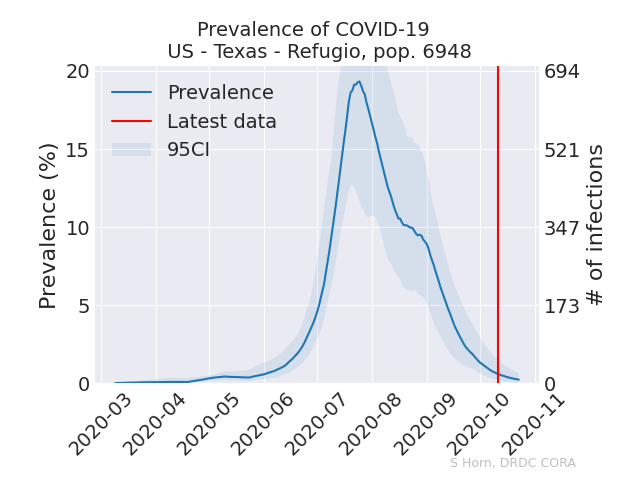 Prevalence of COVID-19
US - Texas - Refugio, pop. 6948
Prevalence
Latest data
95CI
Prevalence (%)
20
15
10
5
0
694
521
347
173
0
# of infections
2020-03
2020-04
2020-05
2020-06
2020-07
2020-08
2020-09
2020-10
2020-11
S Horn, DRDC CORA